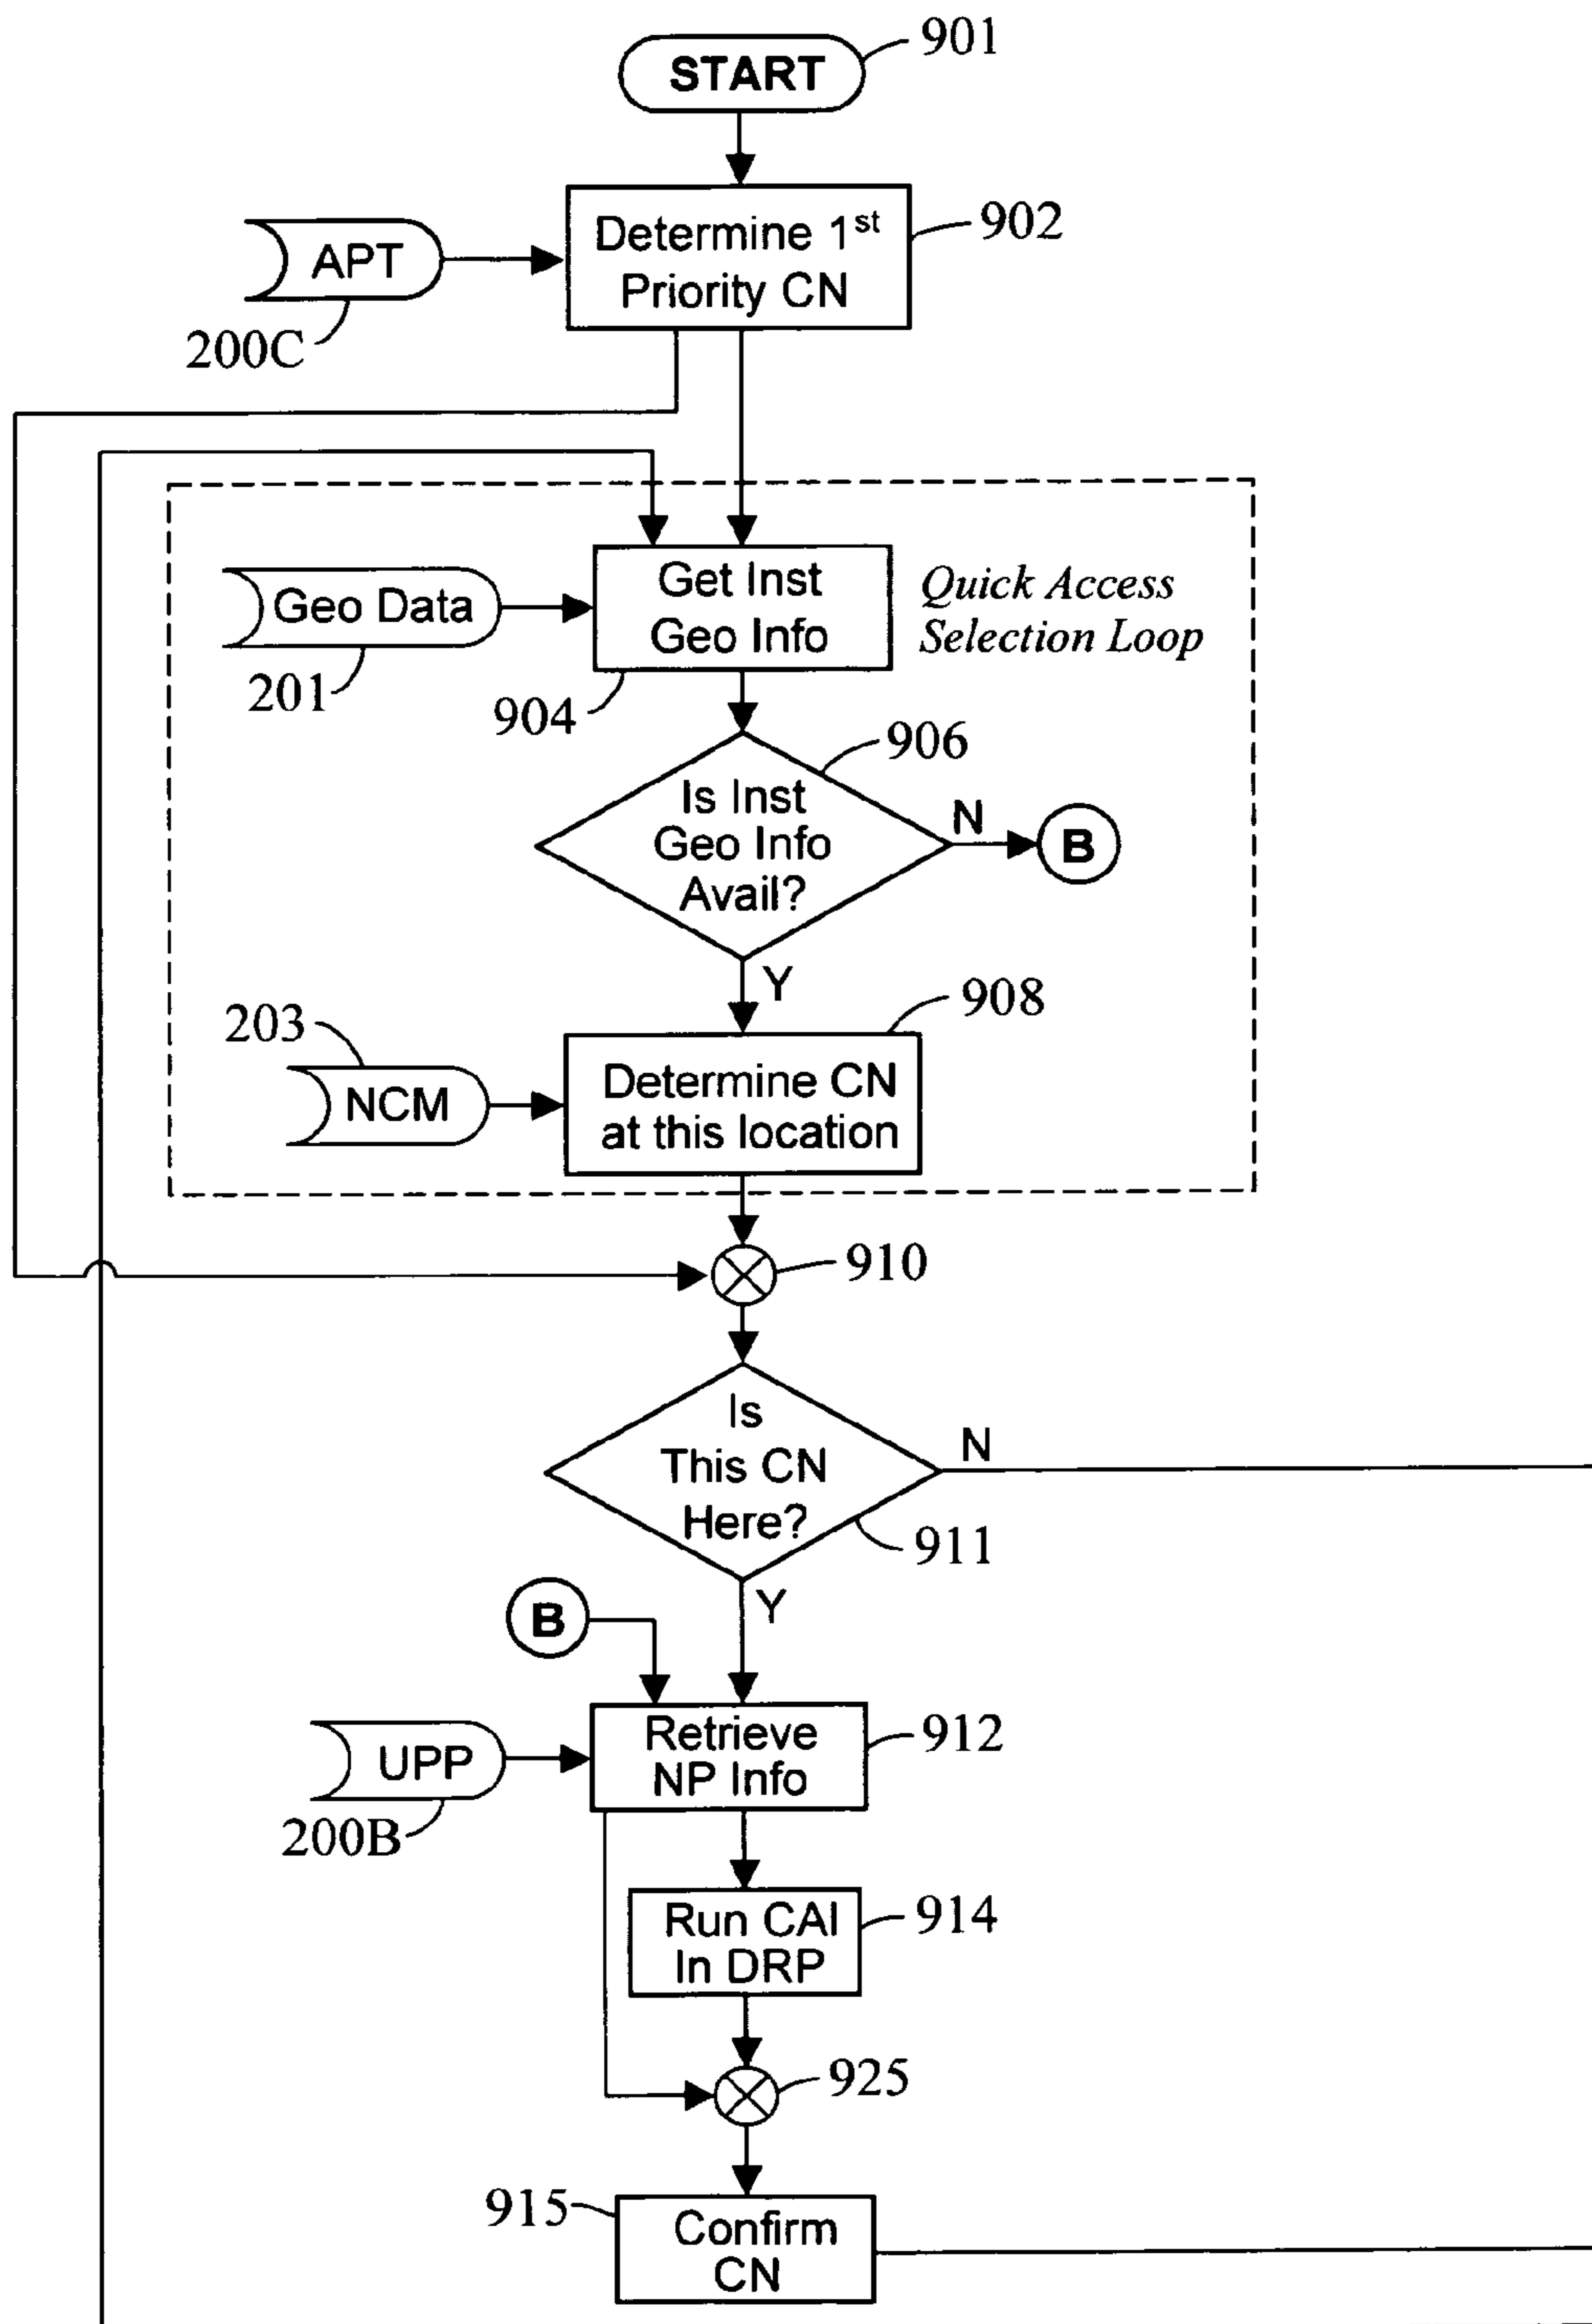 START
901
Determine 1st
Priority CN
902
APT
200C
Get Inst
Geo Info
Quick Access
Selection Loop
Geo Data
201
904
906
Is Inst
Geo Info
Avail?
N
B
Y
908
203
NCM
Determine CN
at this location
910
Is
This CN
Here?
N
911
B
Y
Retrieve
NP Info
912
UPP
200B
Run CAI
In DRP
914
925
915
Confirm
CN